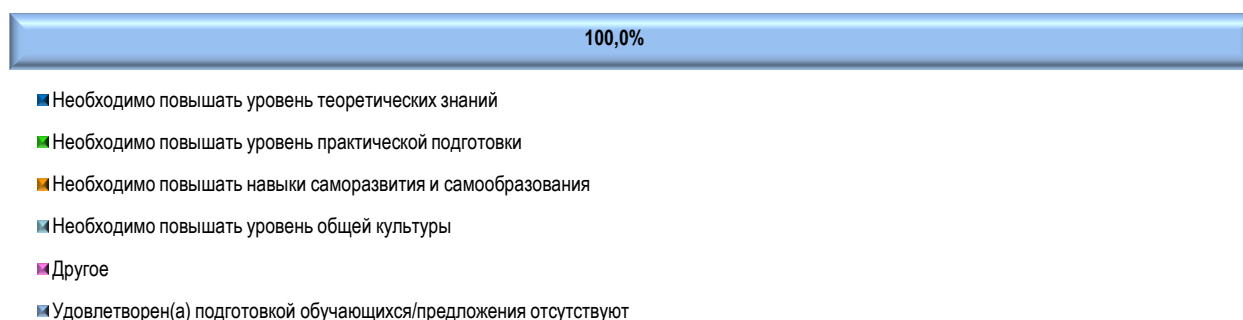 100,0%
Необходимо повышать уровень теоретических знаний
Необходимо повышать уровень практической подготовки
Необходимо повышать навыки саморазвития и самообразования
Необходимо повышать уровень общей культуры
Другое
Удовлетворен(а) подготовкой обучающихся/предложения отсутствуют